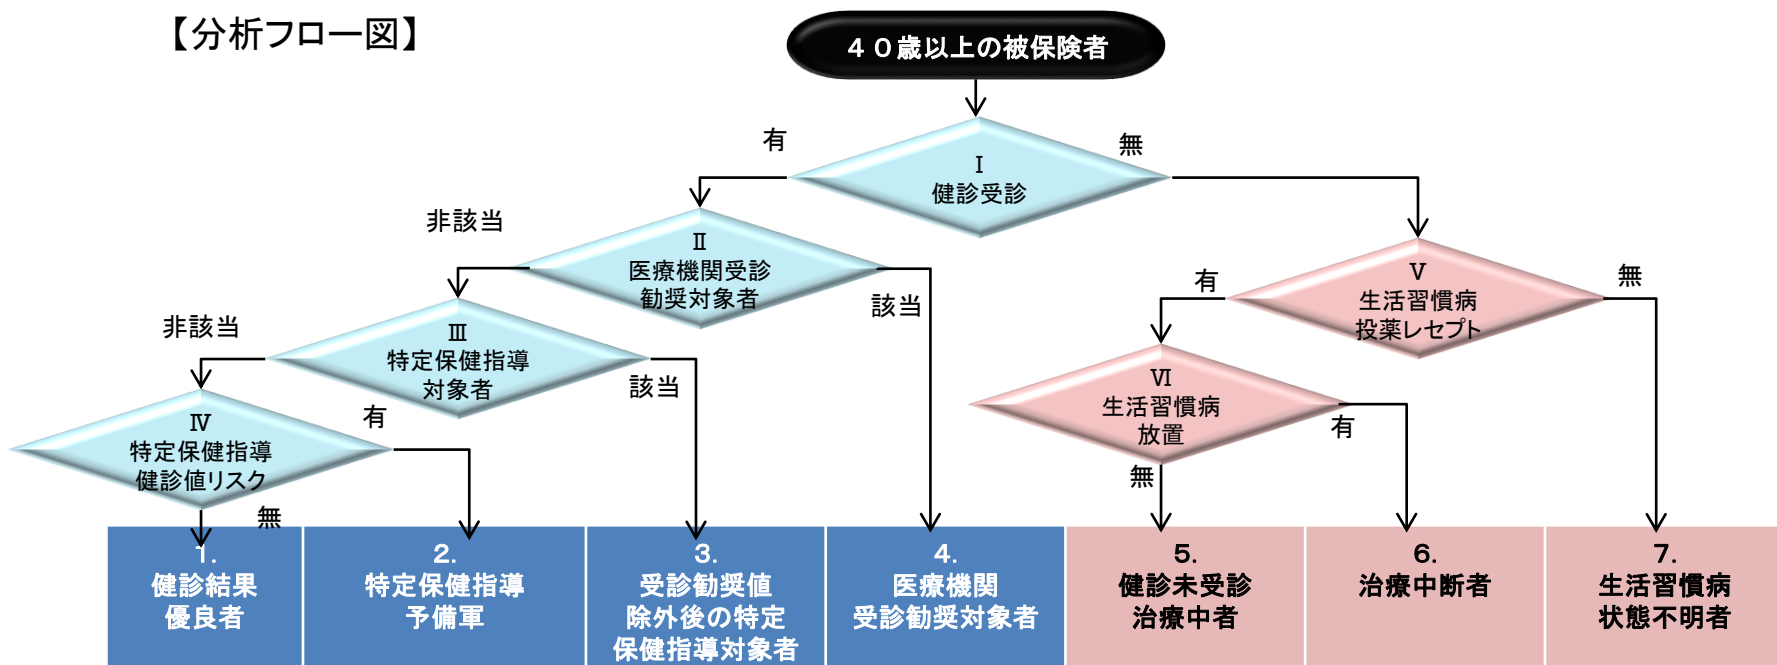 【分析フロー図】
４０歳以上の被保険者
有
無
Ⅰ
健診受診
非該当
該当
Ⅱ
医療機関受診
勧奨対象者
有
無
Ⅴ
生活習慣病
投薬レセプト
非該当
該当
Ⅲ
特定保健指導
対象者
有
無
Ⅵ
生活習慣病
放置
有
無
Ⅳ
特定保健指導
健診値リスク
1.
健診結果
優良者
2.
特定保健指導
予備軍
3.
受診勧奨値
除外後の特定
保健指導対象者
4.
医療機関
受診勧奨対象者
5.
健診未受診
治療中者
6.
治療中断者
7.
生活習慣病
状態不明者